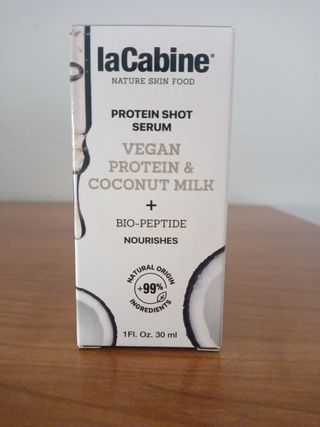 laCabine®
NATURE SKIN FOOD
PROTEIN SHOT
SERUM
VEGAN
PROTEIN &
COCONUT MILK
+
BIO-PEPTIDE
NOURISHES
NATURAL ORIGIN
+99%
INGREDIENTS
1Fl. Oz. 30 ml